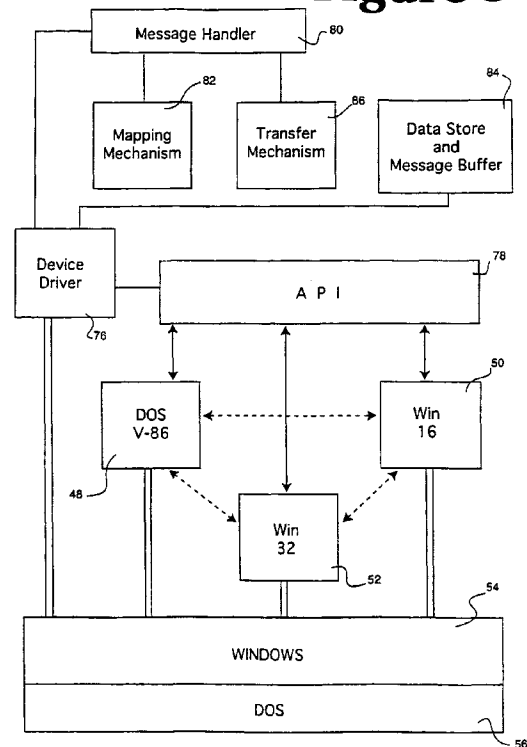 Message Handler
80
82
Mapping
Mechanism
86
Transfer
Mechanism
84
Data Store
and
Message Buffer
Device
Driver
76
78
A P I
DOS
V-86
48
50
Win
16
Win
32
52
54
WINDOWS
DOS
56